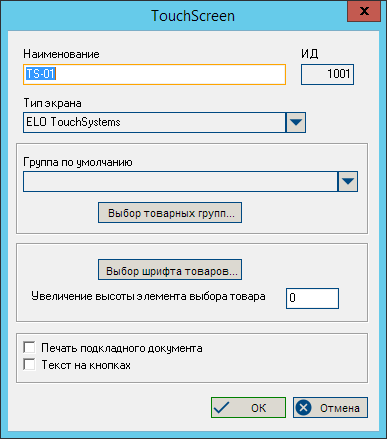 TouchScreen
x
Наименование ИД
TS-01 1001
Тип экрана
ELO TouchSystems
Группа по умолчанию
Выбор товарных групп...
Выбор шрифта товаров...
Увеличение высоты элемента выбора товара 0
Печать подкладного документа
Текст на кнопках
ОК Отмена